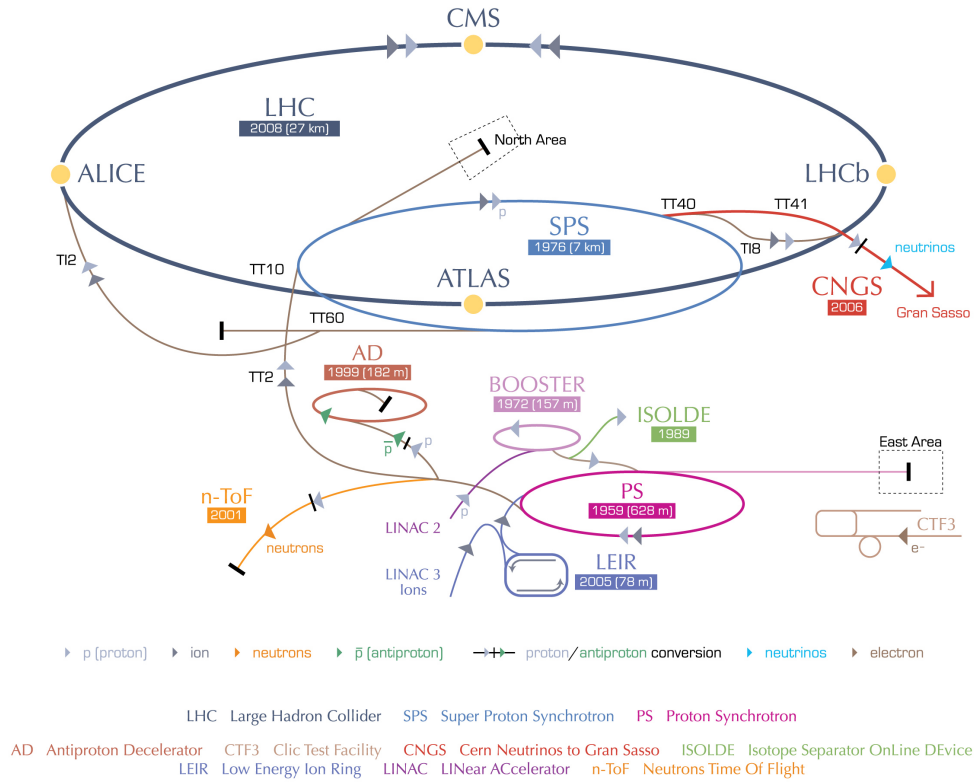 CMS
LHC
2008 (27 km)
North Area
ALICE
LHCb
TT40
TT41
SPS
1976 (7 km)
p
TI8
neutrinos
TI2
TT10
ATLAS
CNGS
2006
Gran Sasso
TT60
AD
1999 (182 m)
TT2
BOOSTER
1972 (157 m)
ISOLDE
1989
p̅
p
East Area
n-ToF
2001
PS
1959 (628 m)
p
LINAC 2
neutrons
CTF3
e-
LEIR
2005 (78 m)
LINAC 3
Ions
p (proton)
ion
neutrons
p̅ (antiproton)
proton/antiproton conversion
neutrinos
electron
LHC Large Hadron Collider SPS Super Proton Synchrotron PS Proton Synchrotron
AD Antiproton Decelerator CTF3 Clic Test Facility CNGS Cern Neutrinos to Gran Sasso ISOLDE Isotope Separator OnLine DEvice
LEIR Low Energy Ion Ring LINAC LINear ACcelerator n-ToF Neutrons Time Of Flight